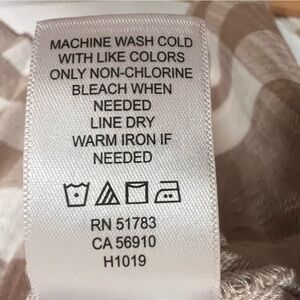 MACHINE WASH COLD
WITH LIKE COLORS
ONLY NON-CHLORINE
BLEACH WHEN
NEEDED
LINE DRY
WARM IRON IF
NEEDED
RN 51783
CA 56910
H1019